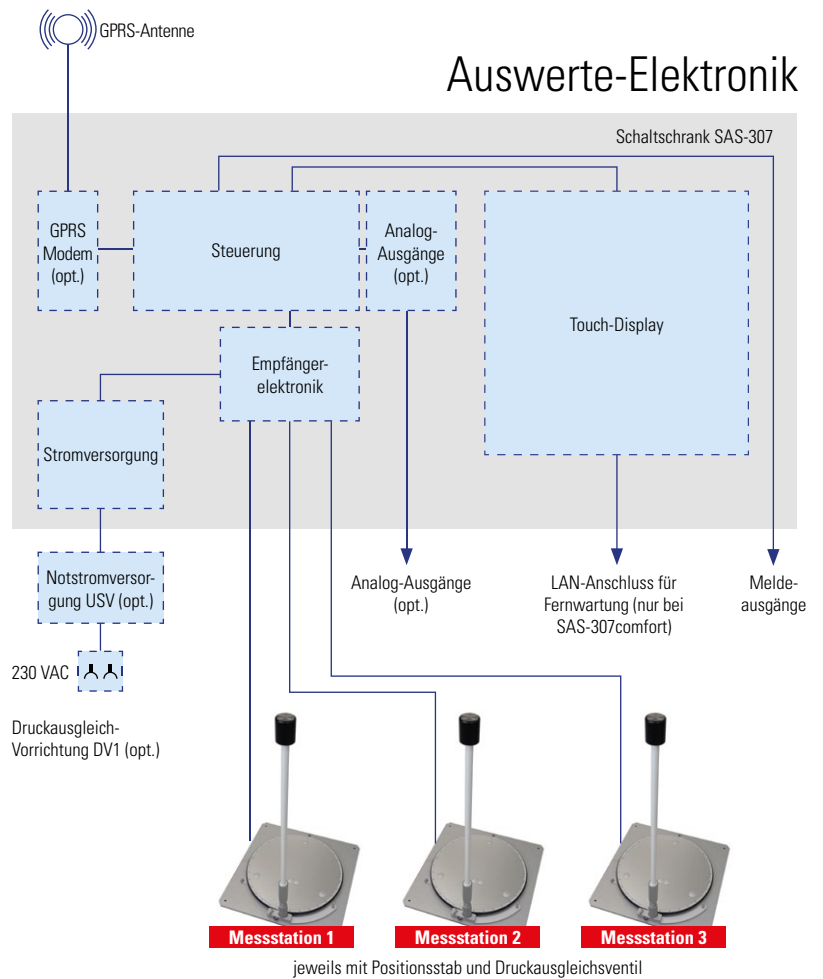 GPRS-Antenne
Auswerte-Elektronik
Schaltschrank SAS-307
GPRS
Modem
(opt.)
Steuerung
Analog-
Ausgänge
(opt.)
Touch-Display
Empfänger-
elektronik
Stromversorgung
Notstromversor-
gung USV (opt.)
Analog-Ausgänge
(opt.)
LAN-Anschluss für
Fernwartung (nur bei
SAS-307comfort)
Melde-
ausgänge
230 VAC
Druckausgleich-
Vorrichtung DV1 (opt.)
Messstation 1
Messstation 2
Messstation 3
jeweils mit Positionsstab und Druckausgleichsventil